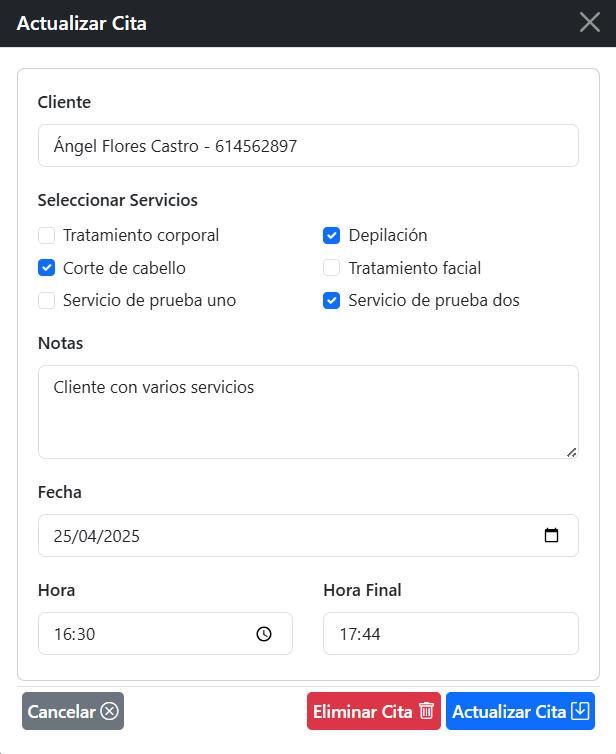 Actualizar Cita
Cliente
Ángel Flores Castro - 614562897
Seleccionar Servicios
Tratamiento corporal
Depilación
Corte de cabello
Tratamiento facial
Servicio de prueba uno
Servicio de prueba dos
Notas
Cliente con varios servicios
Fecha
25/04/2025
Hora
Hora Final
16:30
17:44
Cancelar
Eliminar Cita
Actualizar Cita